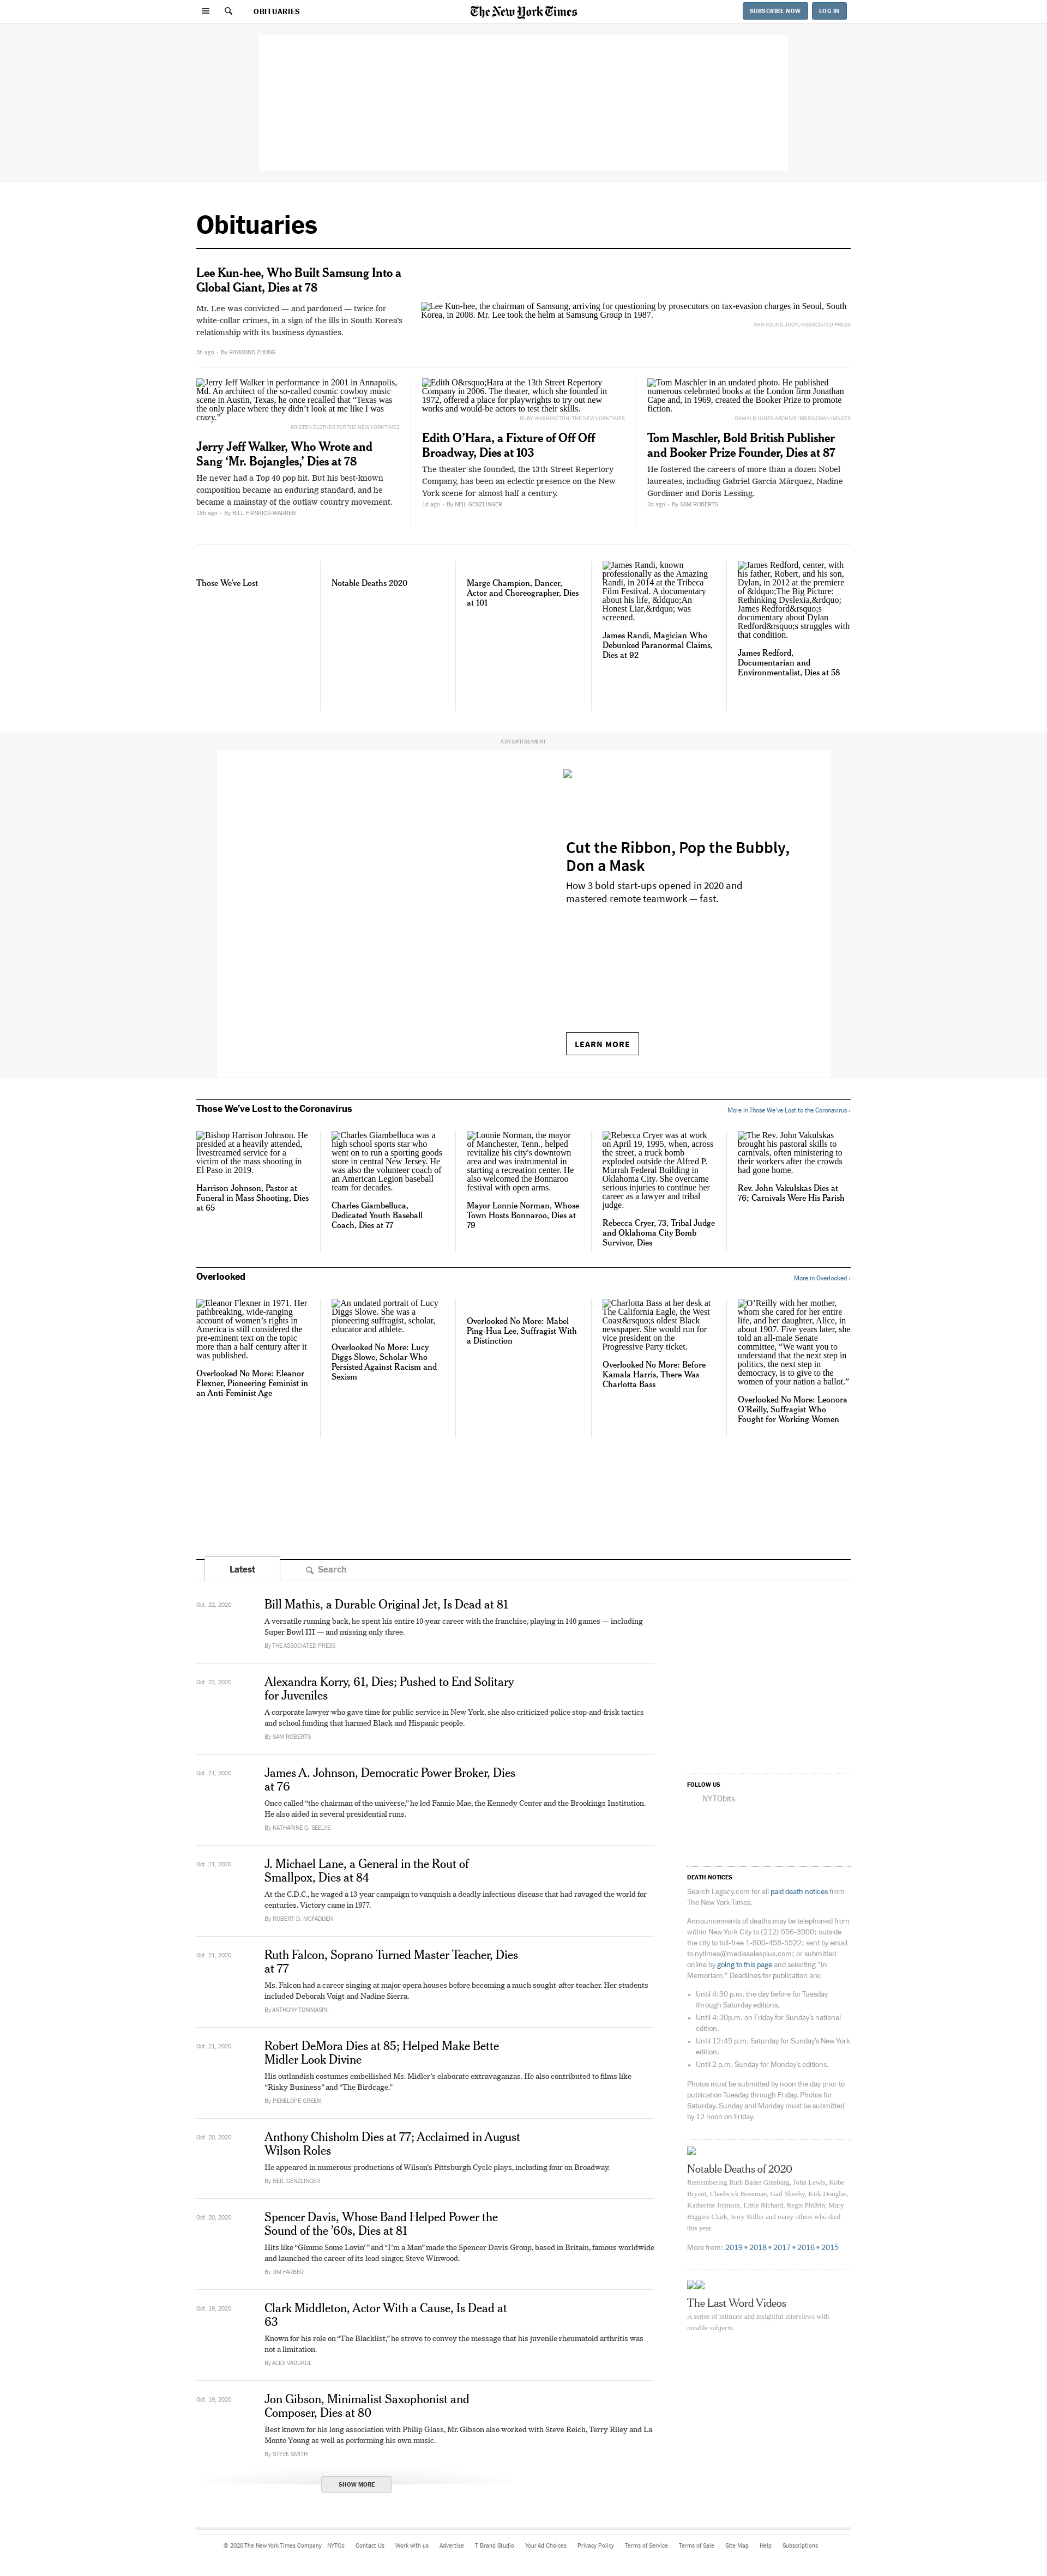 OBITUARIES
The New York Times
SUBSCRIBE NOW
LOG IN
Obituaries
Lee Kun-hee, Who Built Samsung Into a
Global Giant, Dies at 78
Mr. Lee was convicted — and pardoned — twice for
white-collar crimes, in a sign of the ills in South Korea's
relationship with its business dynasties.
3h ago • By RAYMOND ZHONG
Lee Kun-hee, the chairman of Samsung, arriving for questioning by prosecutors on tax-evasion charges in Seoul, South
Korea, in 2008. Mr. Lee took the helm at Samsung Group in 1987.
AHN YOUNG-JOON/ASSOCIATED PRESS
Jerry Jeff Walker in performance in 2001 in Annapolis,
Md. An architect of the so-called cosmic cowboy music
scene in Austin, Texas, he once recalled that “Texas was
the only place where they didn’t look at me like I was
crazy.”
KIRSTEN ELSTNER FOR THE NEW YORK TIMES
Jerry Jeff Walker, Who Wrote and
Sang ‘Mr. Bojangles,’ Dies at 78
He never had a Top 40 pop hit. But his best-known
composition became an enduring standard, and he
became a mainstay of the outlaw country movement.
15h ago • By BILL FRISKICS-WARREN
Edith O&rsquo;Hara at the 13th Street Repertory
Company in 2006. The theater, which she founded in
1972, offered a place for playwrights to try out new
works and would-be actors to test their skills.
RUBY WASHINGTON/THE NEW YORK TIMES
Edith O’Hara, a Fixture of Off Off
Broadway, Dies at 103
The theater she founded, the 13th Street Repertory
Company, has been an eclectic presence on the New
York scene for almost half a century.
1d ago • By NEIL GENZLINGER
Tom Maschler in an undated photo. He published
numerous celebrated books at the London firm Jonathan
Cape and, in 1969, created the Booker Prize to promote
fiction.
OSWALD JONES ARCHIVE/BRIDGEMAN IMAGES
Tom Maschler, Bold British Publisher
and Booker Prize Founder, Dies at 87
He fostered the careers of more than a dozen Nobel
laureates, including Gabriel García Márquez, Nadine
Gordimer and Doris Lessing.
2d ago • By SAM ROBERTS
Those We’ve Lost
Notable Deaths 2020
Marge Champion, Dancer,
Actor and Choreographer, Dies
at 101
James Randi, known
professionally as the Amazing
Randi, in 2014 at the Tribeca
Film Festival. A documentary
about his life, &ldquo;An
Honest Liar,&rdquo; was
screened.
James Randi, Magician Who
Debunked Paranormal Claims,
Dies at 92
James Redford, center, with
his father, Robert, and his son,
Dylan, in 2012 at the premiere
of &ldquo;The Big Picture:
Rethinking Dyslexia,&rdquo;
James Redford&rsquo;s
documentary about Dylan
Redford&rsquo;s struggles with
that condition.
James Redford,
Documentarian and
Environmentalist, Dies at 58
ADVERTISEMENT
Cut the Ribbon, Pop the Bubbly,
Don a Mask
How 3 bold start-ups opened in 2020 and
mastered remote teamwork — fast.
LEARN MORE
Those We’ve Lost to the Coronavirus
More in Those We’ve Lost to the Coronavirus ›
Bishop Harrison Johnson. He
presided at a heavily attended,
livestreamed service for a
victim of the mass shooting in
El Paso in 2019.
Harrison Johnson, Pastor at
Funeral in Mass Shooting, Dies
at 65
Charles Giambelluca was a
high school sports star who
went on to run a sporting goods
store in central New Jersey. He
was also the volunteer coach of
an American Legion baseball
team for decades.
Charles Giambelluca,
Dedicated Youth Baseball
Coach, Dies at 77
Lonnie Norman, the mayor
of Manchester, Tenn., helped
revitalize his city's downtown
area and was instrumental in
starting a recreation center. He
also welcomed the Bonnaroo
festival with open arms.
Mayor Lonnie Norman, Whose
Town Hosts Bonnaroo, Dies at
79
Rebecca Cryer was at work
on April 19, 1995, when, across
the street, a truck bomb
exploded outside the Alfred P.
Murrah Federal Building in
Oklahoma City. She overcame
serious injuries to continue her
career as a lawyer and tribal
judge.
Rebecca Cryer, 73, Tribal Judge
and Oklahoma City Bomb
Survivor, Dies
The Rev. John Vakulskas
brought his pastoral skills to
carnivals, often ministering to
their workers after the crowds
had gone home.
Rev. John Vakulskas Dies at
76; Carnivals Were His Parish
Overlooked
More in Overlooked ›
Eleanor Flexner in 1971. Her
pathbreaking, wide-ranging
account of women’s rights in
America is still considered the
pre-eminent text on the topic
more than a half century after it
was published.
Overlooked No More: Eleanor
Flexner, Pioneering Feminist in
an Anti-Feminist Age
An undated portrait of Lucy
Diggs Slowe. She was a
pioneering suffragist, scholar,
educator and athlete.
Overlooked No More: Lucy
Diggs Slowe, Scholar Who
Persisted Against Racism and
Sexism
Overlooked No More: Mabel
Ping-Hua Lee, Suffragist With
a Distinction
Charlotta Bass at her desk at
The California Eagle, the West
Coast&rsquo;s oldest Black
newspaper. She would run for
vice president on the
Progressive Party ticket.
Overlooked No More: Before
Kamala Harris, There Was
Charlotta Bass
O’Reilly with her mother,
whom she cared for her entire
life, and her daughter, Alice, in
about 1907. Five years later, she
told an all-male Senate
committee, “We want you to
understand that the next step in
politics, the next step in
democracy, is to give to the
women of your nation a ballot.”
Overlooked No More: Leonora
O’Reilly, Suffragist Who
Fought for Working Women
Latest
Search
Oct. 22, 2020
Bill Mathis, a Durable Original Jet, Is Dead at 81
A versatile running back, he spent his entire 10-year career with the franchise, playing in 140 games — including
Super Bowl III — and missing only three.
By THE ASSOCIATED PRESS
Oct. 22, 2020
Alexandra Korry, 61, Dies; Pushed to End Solitary
for Juveniles
A corporate lawyer who gave time for public service in New York, she also criticized police stop-and-frisk tactics
and school funding that harmed Black and Hispanic people.
By SAM ROBERTS
Oct. 21, 2020
James A. Johnson, Democratic Power Broker, Dies
at 76
Once called “the chairman of the universe,” he led Fannie Mae, the Kennedy Center and the Brookings Institution.
He also aided in several presidential runs.
By KATHARINE Q. SEELYE
Oct. 21, 2020
J. Michael Lane, a General in the Rout of
Smallpox, Dies at 84
At the C.D.C., he waged a 13-year campaign to vanquish a deadly infectious disease that had ravaged the world for
centuries. Victory came in 1977.
By ROBERT D. MCFADDEN
Oct. 21, 2020
Ruth Falcon, Soprano Turned Master Teacher, Dies
at 77
Ms. Falcon had a career singing at major opera houses before becoming a much sought-after teacher. Her students
included Deborah Voigt and Nadine Sierra.
By ANTHONY TOMMASINI
Oct. 21, 2020
Robert DeMora Dies at 85; Helped Make Bette
Midler Look Divine
His outlandish costumes embellished Ms. Midler’s elaborate extravaganzas. He also contributed to films like
“Risky Business” and “The Birdcage.”
By PENELOPE GREEN
Oct. 20, 2020
Anthony Chisholm Dies at 77; Acclaimed in August
Wilson Roles
He appeared in numerous productions of Wilson’s Pittsburgh Cycle plays, including four on Broadway.
By NEIL GENZLINGER
Oct. 20, 2020
Spencer Davis, Whose Band Helped Power the
Sound of the ’60s, Dies at 81
Hits like “Gimme Some Lovin’ ” and “I’m a Man” made the Spencer Davis Group, based in Britain, famous worldwide
and launched the career of its lead singer, Steve Winwood.
By JIM FARBER
Oct. 19, 2020
Clark Middleton, Actor With a Cause, Is Dead at
63
Known for his role on “The Blacklist,” he strove to convey the message that his juvenile rheumatoid arthritis was
not a limitation.
By ALEX VADUKUL
Oct. 19, 2020
Jon Gibson, Minimalist Saxophonist and
Composer, Dies at 80
Best known for his long association with Philip Glass, Mr. Gibson also worked with Steve Reich, Terry Riley and La
Monte Young as well as performing his own music.
By STEVE SMITH
SHOW MORE
FOLLOW US
NYTObits
DEATH NOTICES
Search Legacy.com for all paid death notices from
The New York Times.
Announcements of deaths may be telephoned from
within New York City to (212) 556-3900; outside
the city to toll-free 1-800-458-5522; sent by email
to nytimes@mediasalesplus.com; or submitted
online by going to this page and selecting "In
Memoriam." Deadlines for publication are:
• Until 4:30 p.m. the day before for Tuesday
through Saturday editions.
• Until 4:30p.m. on Friday for Sunday’s national
edition.
• Until 12:45 p.m. Saturday for Sunday’s New York
edition.
• Until 2 p.m. Sunday for Monday’s editions.
Photos must be submitted by noon the day prior to
publication Tuesday through Friday. Photos for
Saturday, Sunday and Monday must be submitted
by 12 noon on Friday.
Notable Deaths of 2020
Remembering Ruth Bader Ginsburg, John Lewis, Kobe
Bryant, Chadwick Boseman, Gail Sheehy, Kirk Douglas,
Katherine Johnson, Little Richard, Regis Philbin, Mary
Higgins Clark, Jerry Stiller and many others who died
this year.
More from: 2019 • 2018 • 2017 • 2016 • 2015
The Last Word Videos
A series of intimate and insightful interviews with
notable subjects.
© 2020 The New York Times Company NYTCo Contact Us Work with us Advertise T Brand Studio Your Ad Choices Privacy Policy Terms of Service Terms of Sale Site Map Help Subscriptions